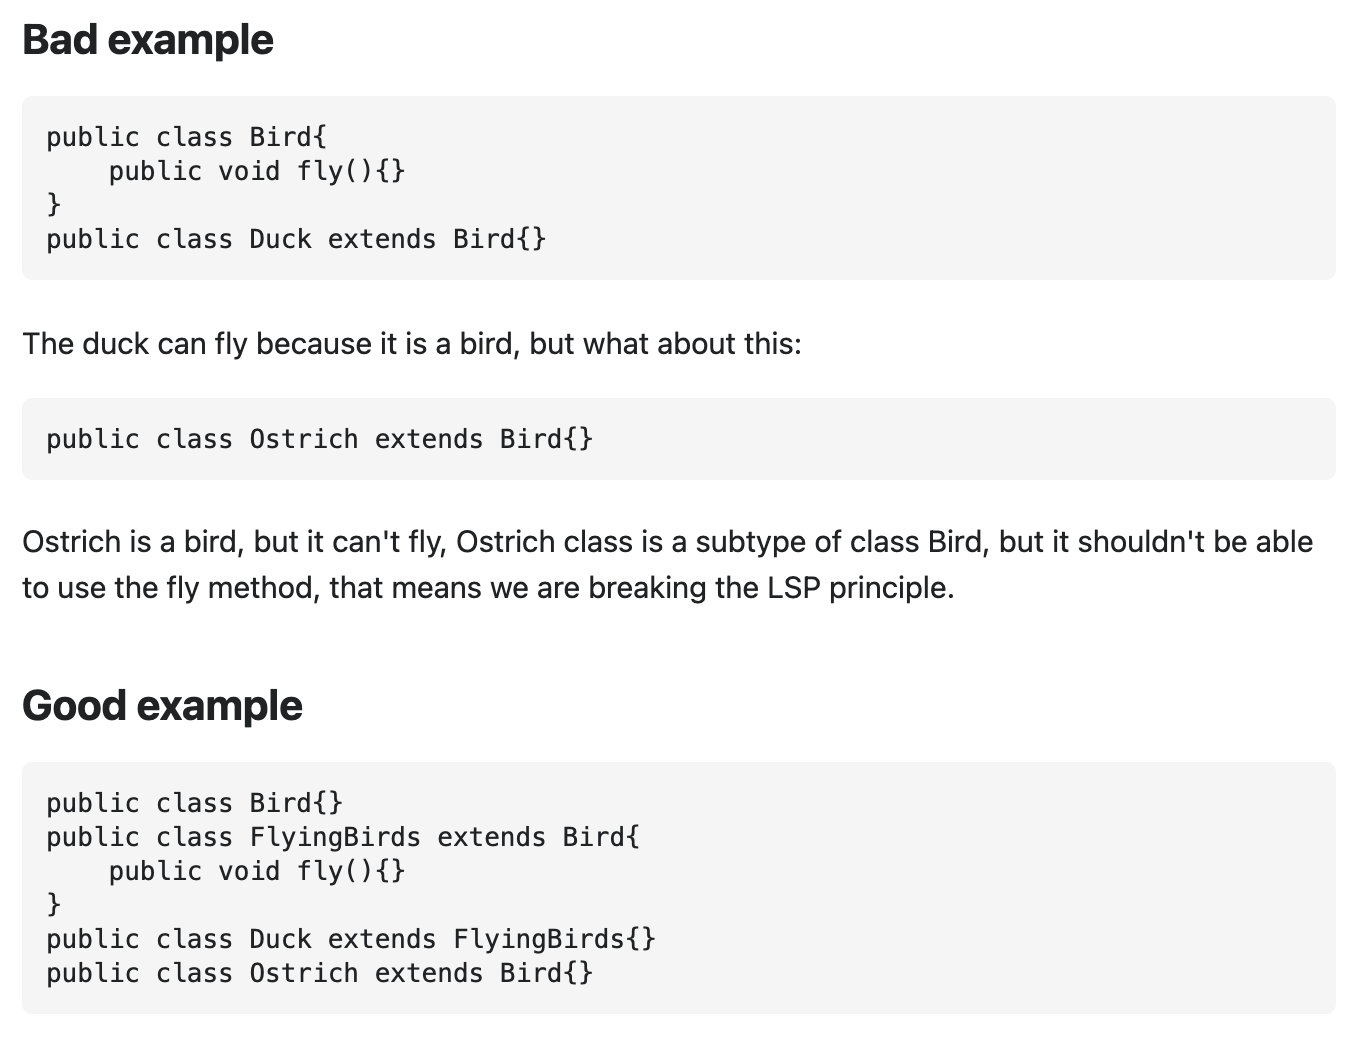 Bad example
public class Bird{
    public void fly(){}
}
public class Duck extends Bird{}
The duck can fly because it is a bird, but what about this:
public class Ostrich extends Bird{}
Ostrich is a bird, but it can't fly, Ostrich class is a subtype of class Bird, but it shouldn't be able
to use the fly method, that means we are breaking the LSP principle.
Good example
public class Bird{}
public class FlyingBirds extends Bird{
    public void fly(){}
}
public class Duck extends FlyingBirds{}
public class Ostrich extends Bird{}